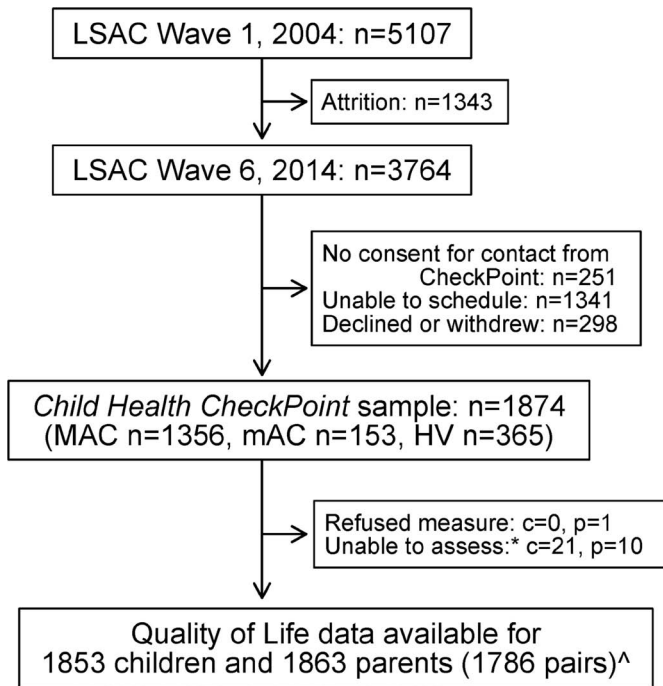 LSAC Wave 1, 2004: n=5107
Attrition: n=1343
LSAC Wave 6, 2014: n=3764
No consent for contact from
CheckPoint: n=251
Unable to schedule: n=1341
Declined or withdrew: n=298
Child Health CheckPoint sample: n=1874
(MAC n=1356, mAC n=153, HV n=365)
Refused measure: c=0, p=1
Unable to assess:* c=21, p=10
Quality of Life data available for
1853 children and 1863 parents (1786 pairs)^